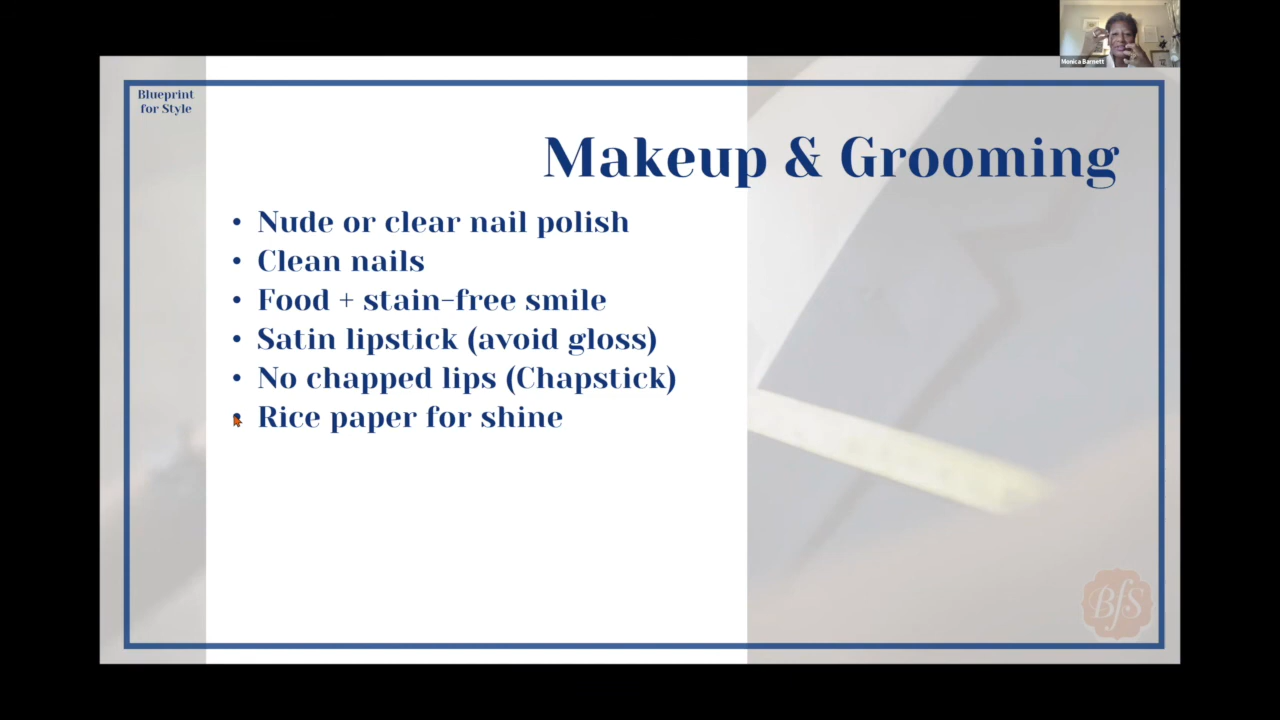 Monica Barnett
Blueprint
for Style
Makeup & Grooming
• Nude or clear nail polish
• Clean nails
• Food + stain-free smile
• Satin lipstick (avoid gloss)
• No chapped lips (Chapstick)
• Rice paper for shine
BfS